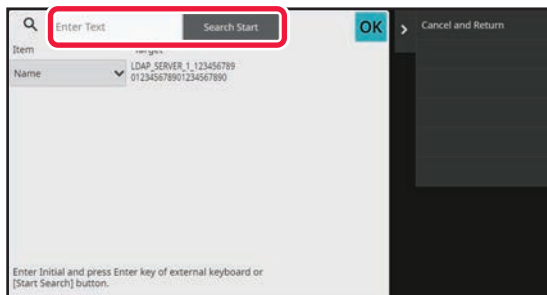 Enter Text Search Start OK Cancel and Return
Item Target
Name LDAP_SERVER_1_123456789
012345678901234567890
Enter Initial and press Enter key of external keyboard or
[Start Search] button.